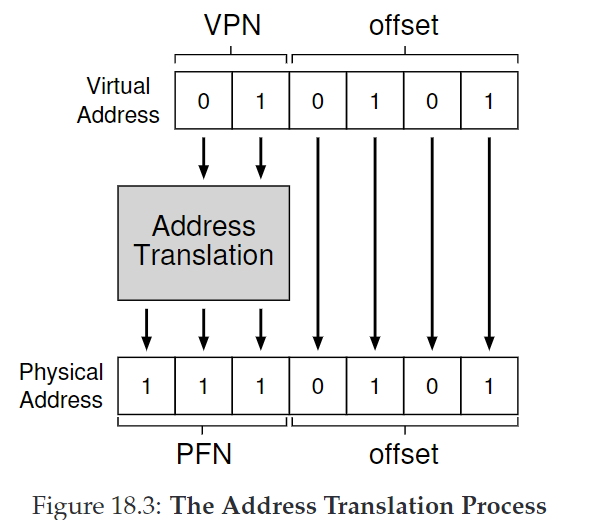 VPN offset
Virtual Address 0 1 0 1 0 1
Address
Translation
Physical Address 1 1 1 0 1 0 1
PFN offset
Figure 18.3: The Address Translation Process